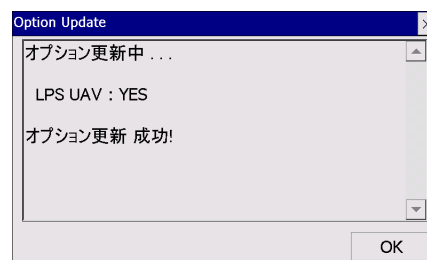 Option Update
オプション更新中 . . .
LPS UAV : YES
オプション更新 成功!
OK